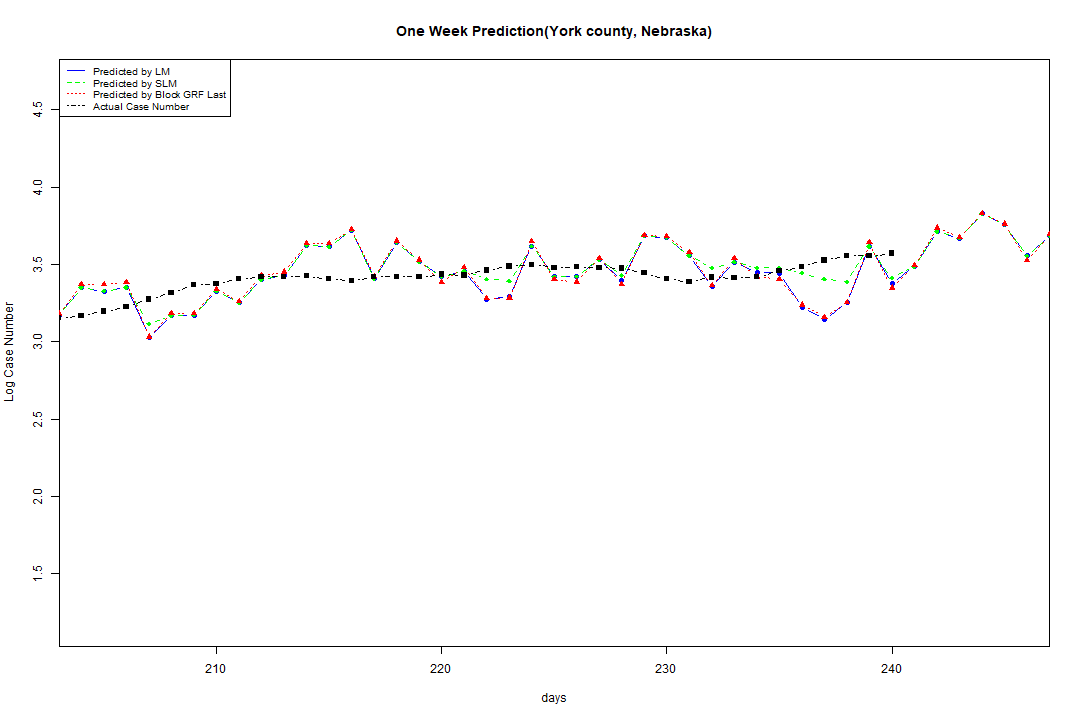 One Week Prediction(York county, Nebraska)
Predicted by LM
Predicted by SLM
Predicted by Block GRF Last
Actual Case Number
4.5
4.0
3.5
3.0
2.5
2.0
1.5
Log Case Number
210 220 230 240
days